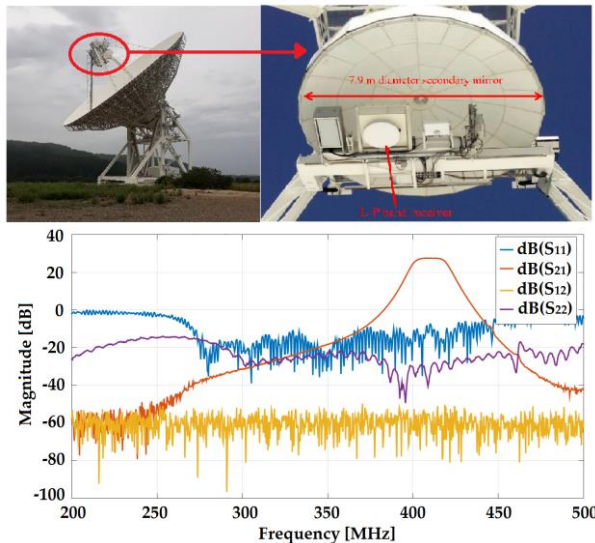 7.9 m diameter secondary mirror
L-P band receiver
40
20
0
-20
-40
-60
-80
-100
Magnitude [dB]
dB(S11)
dB(S21)
dB(S12)
dB(S22)
200
250
300
350
400
450
500
Frequency [MHz]